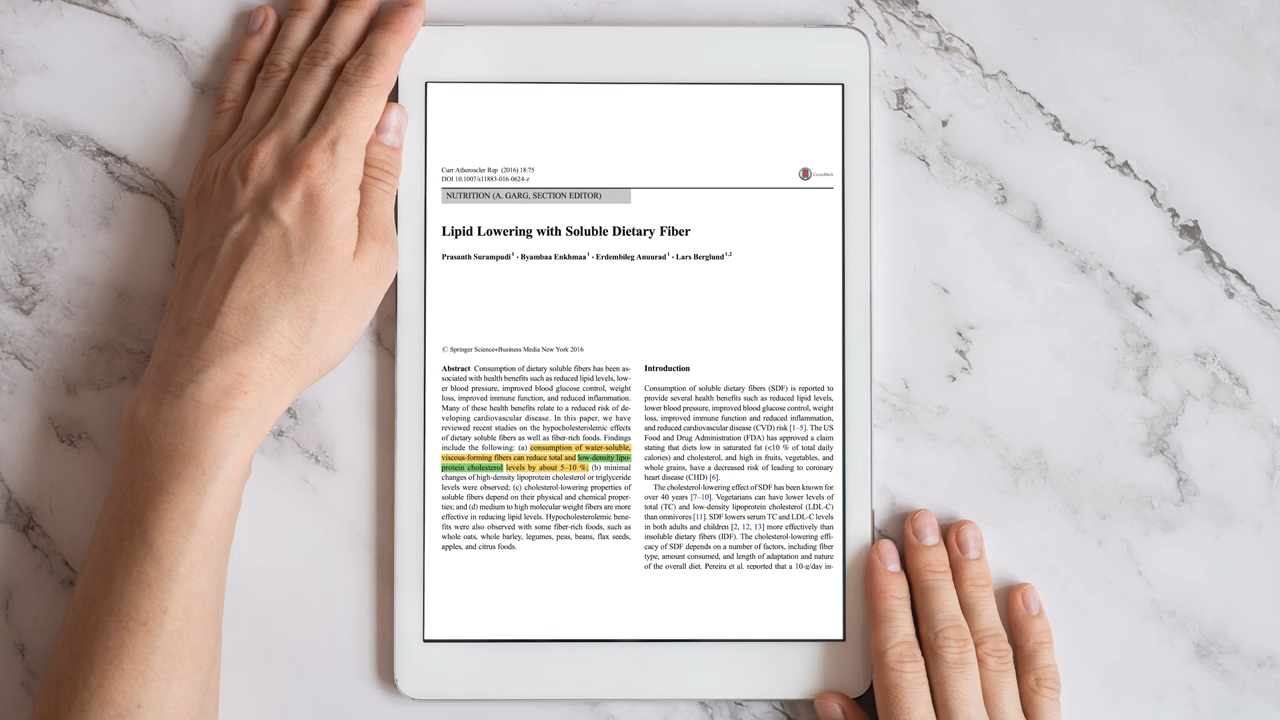 Curr Atheroscler Rep (2016) 18:75
DOI 10.1007/s11883-016-0624-z
CrossMark
NUTRITION (A. GARG, SECTION EDITOR)
Lipid Lowering with Soluble Dietary Fiber
Prasanth Surampudi1 · Byambaa Enkhmaa1 · Erdembileg Anuurad1 · Lars Berglund1,2
© Springer Science+Business Media New York 2016
Abstract Consumption of dietary soluble fibers has been as-
sociated with health benefits such as reduced lipid levels, low-
er blood pressure, improved blood glucose control, weight
loss, improved immune function, and reduced inflammation.
Many of these health benefits relate to a reduced risk of de-
veloping cardiovascular disease. In this paper, we have
reviewed recent studies on the hypocholesterolemic effects
of dietary soluble fibers as well as fiber-rich foods. Findings
include the following: (a) consumption of water-soluble,
viscous-forming fibers can reduce total and low-density lipo-
protein cholesterol levels by about 5–10 %; (b) minimal
changes of high-density lipoprotein cholesterol or triglyceride
levels were observed; (c) cholesterol-lowering properties of
soluble fibers depend on their physical and chemical proper-
ties; and (d) medium to high molecular weight fibers are more
effective in reducing lipid levels. Hypocholesterolemic bene-
fits were also observed with some fiber-rich foods, such as
whole oats, whole barley, legumes, peas, beans, flax seeds,
apples, and citrus foods.
Introduction
Consumption of soluble dietary fibers (SDF) is reported to
provide several health benefits such as reduced lipid levels,
lower blood pressure, improved blood glucose control, weight
loss, improved immune function and reduced inflammation,
and reduced cardiovascular disease (CVD) risk [1–5]. The US
Food and Drug Administration (FDA) has approved a claim
stating that diets low in saturated fat (<10 % of total daily
calories) and cholesterol, and high in fruits, vegetables, and
whole grains, have a decreased risk of leading to coronary
heart disease (CHD) [6].
The cholesterol-lowering effect of SDF has been known for
over 40 years [7–10]. Vegetarians can have lower levels of
total (TC) and low-density lipoprotein cholesterol (LDL-C)
than omnivores [11]. SDF lowers serum TC and LDL-C levels
in both adults and children [2, 12, 13] more effectively than
insoluble dietary fibers (IDF). The cholesterol-lowering effi-
cacy of SDF depends on a number of factors, including fiber
type, amount consumed, and length of adaptation and nature
of the overall diet. Pereira et al. reported that a 10-g/day in-